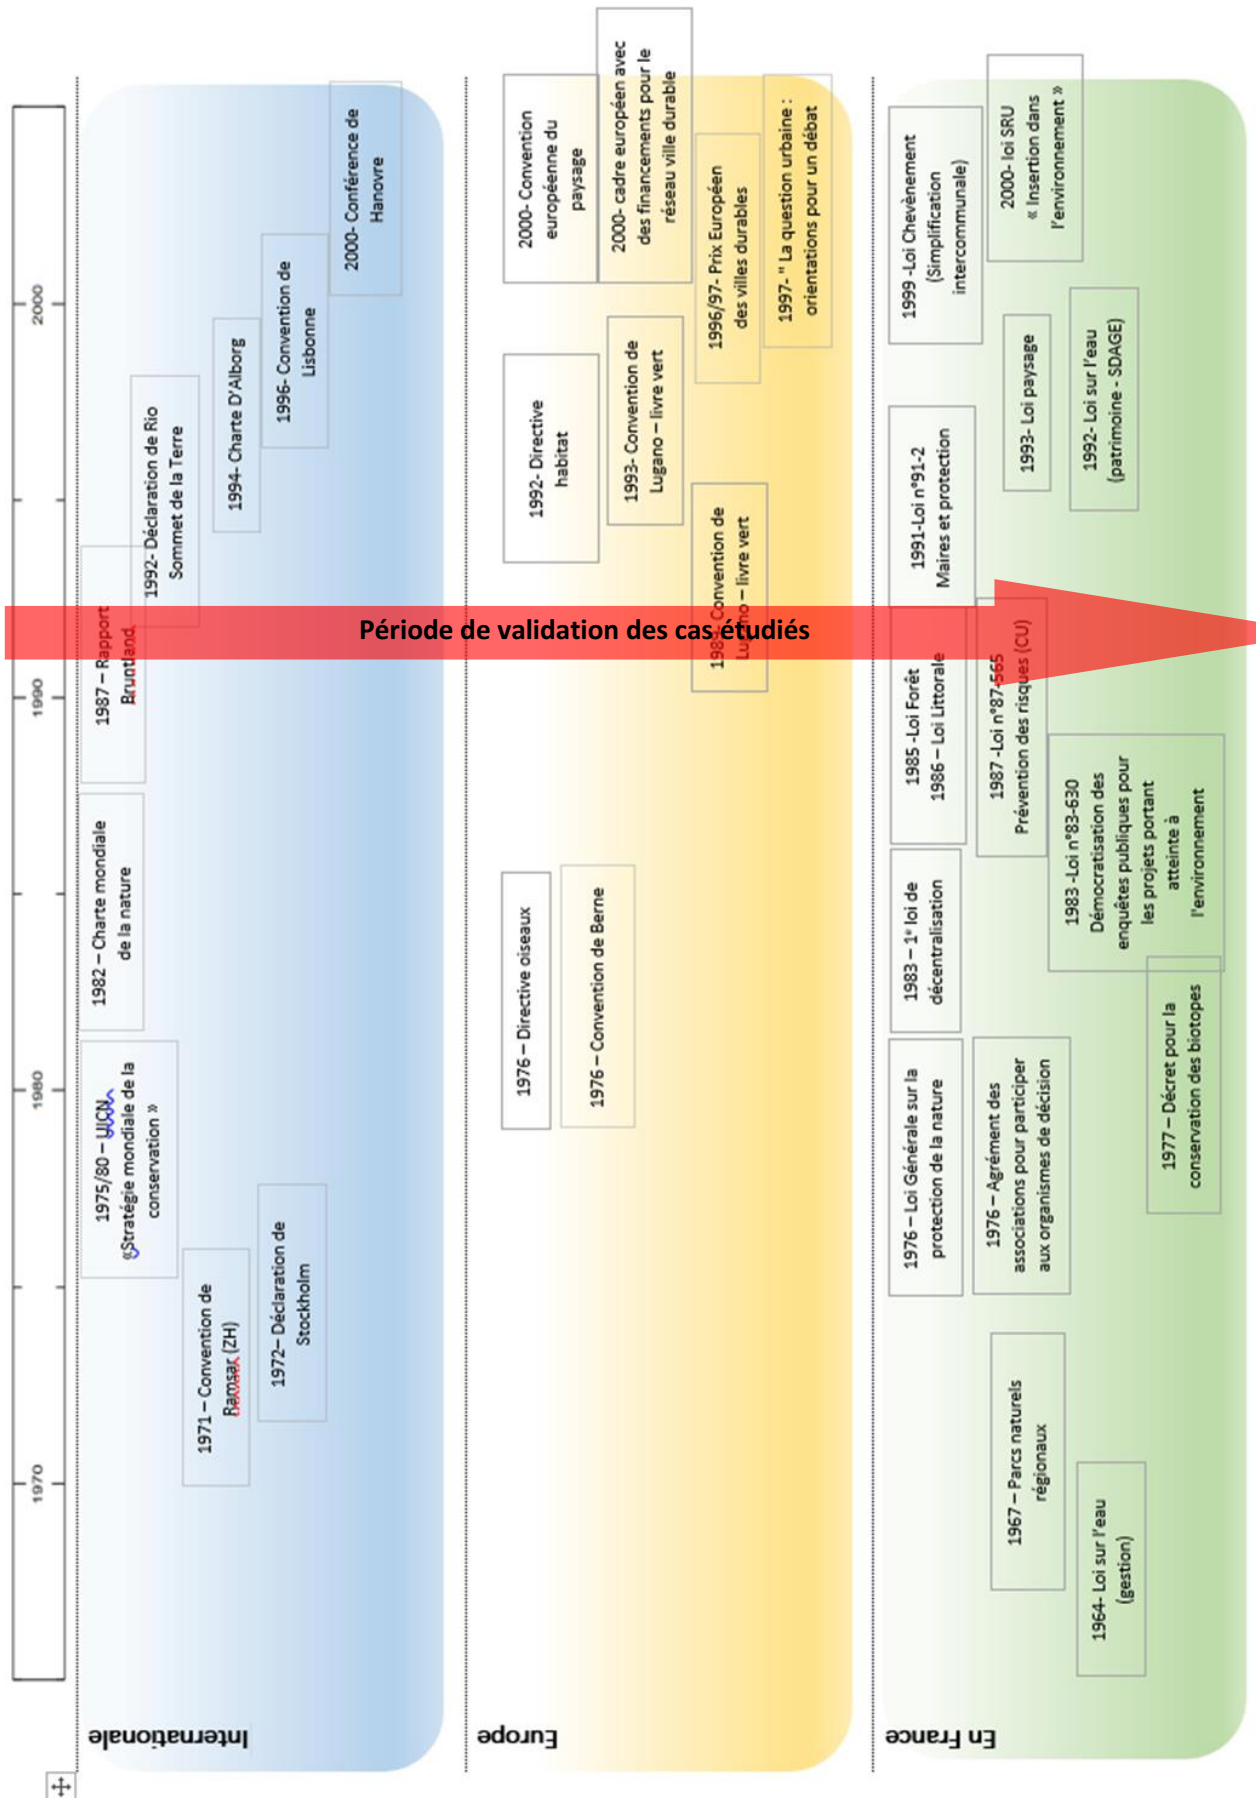 1970
1980
1990
2000
Internationale
1975/80 – UICN
«Stratégie mondiale de la
conservation »
1982 – Charte mondiale
de la nature
1987 – Rapport
Bruntland
1992- Déclaration de Rio
Sommet de la Terre
1971 – Convention de
Ramsar (ZH)
1994- Charte D'Alborg
1972– Déclaration de
Stockholm
1996- Convention de
Lisbonne
2000- Conférence de
Hanovre
Période de validation des cas étudiés
Europe
1976 – Directive oiseaux
1992- Directive
habitat
2000- Convention
européenne du
paysage
1976 – Convention de Berne
1993- Convention de
Lugano – livre vert
2000- cadre européen avec
des financements pour le
réseau ville durable
1989- Convention de
Lugano – livre vert
1996/97- Prix Européen
des villes durables
1997- " La question urbaine :
orientations pour un débat
En France
1976 – Loi Générale sur la
protection de la nature
1983 – 1e loi de
décentralisation
1985 -Loi Forêt
1986 – Loi Littorale
1991-Loi n°91-2
Maires et protection
1999 -Loi Chevènement
(Simplification
intercommunale)
1967 – Parcs naturels
régionaux
1976 – Agrément des
associations pour participer
aux organismes de décision
1987 -Loi n°87-565
Prévention des risques (CU)
1993- Loi paysage
2000- loi SRU
« Insertion dans
l'environnement »
1964- Loi sur l'eau
(gestion)
1983 -Loi n°83-630
Démocratisation des
enquêtes publiques pour
les projets portant
atteinte à
l'environnement
1992- Loi sur l'eau
(patrimoine - SDAGE)
1977 – Décret pour la
conservation des biotopes